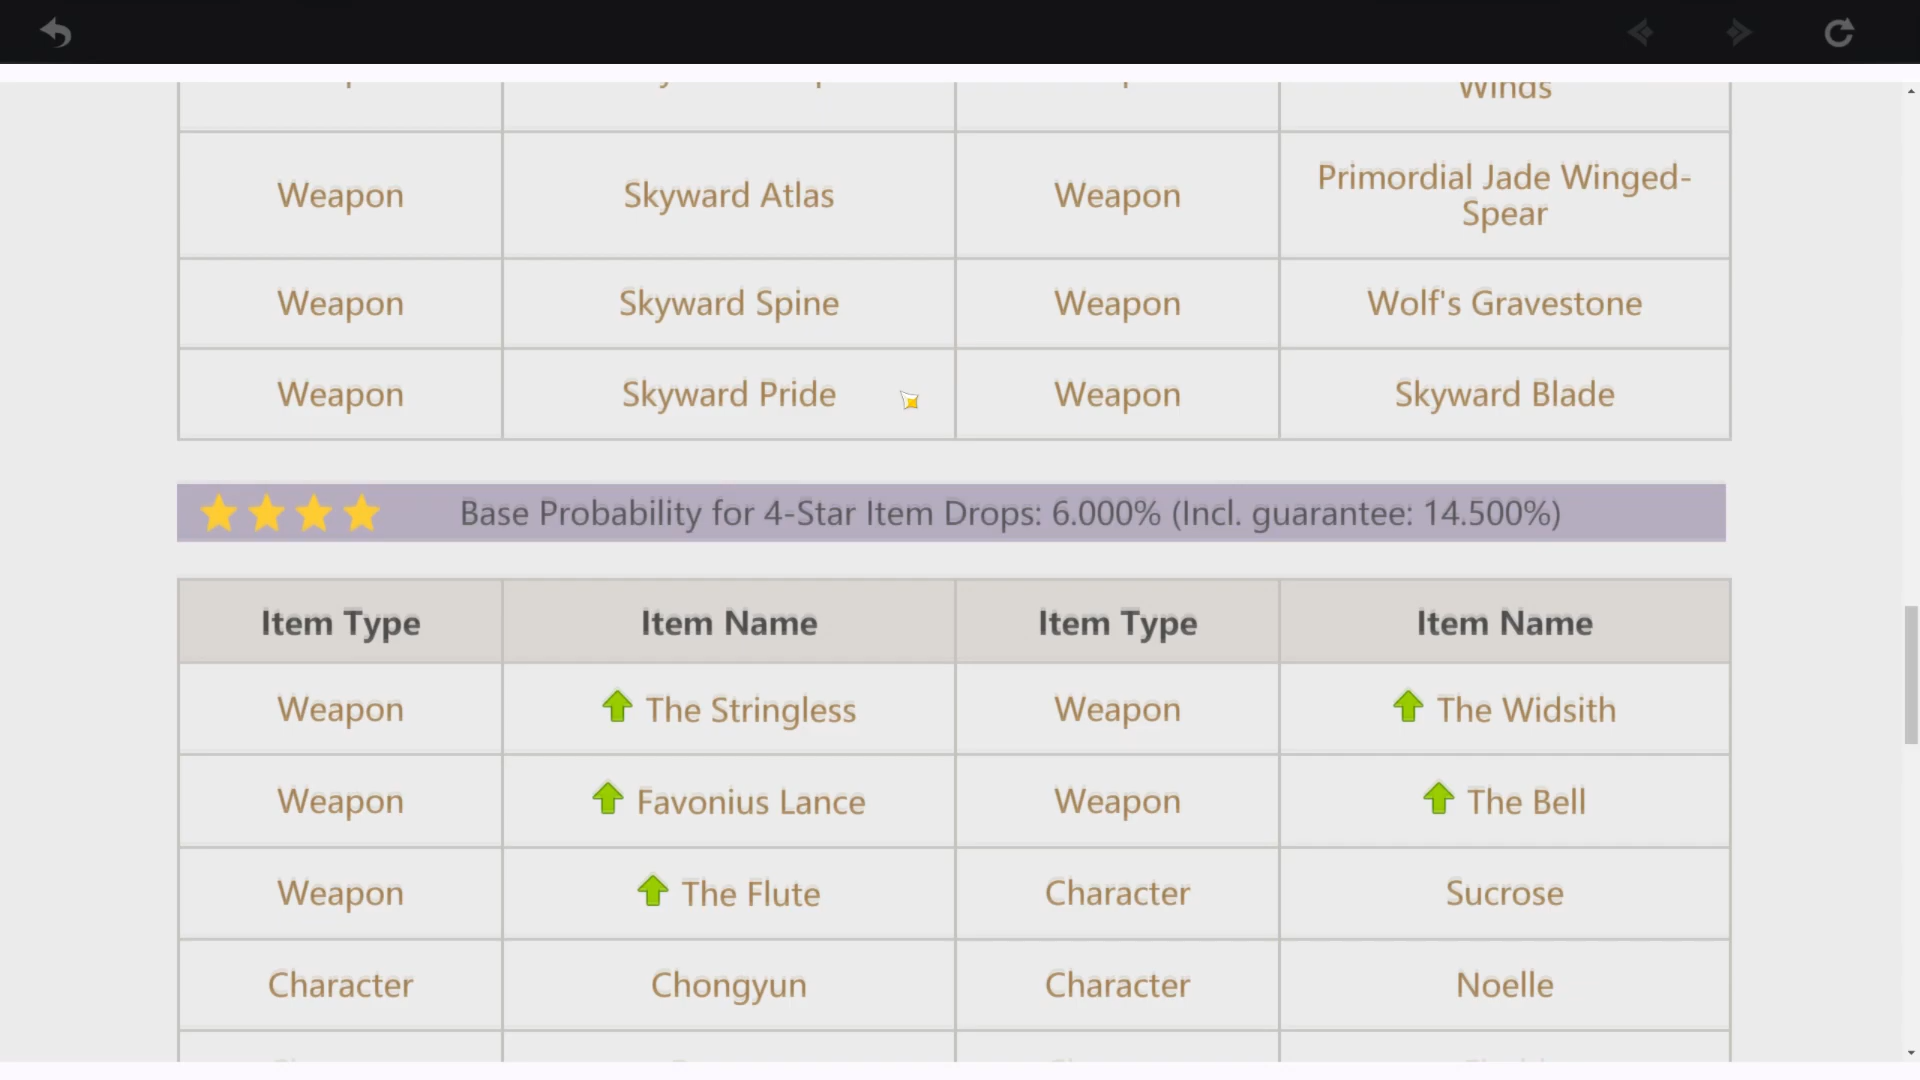 Winds
Weapon Skyward Atlas Weapon Primordial Jade Winged-
Spear
Weapon Skyward Spine Weapon Wolf's Gravestone
Weapon Skyward Pride Weapon Skyward Blade
Base Probability for 4-Star Item Drops: 6.000% (Incl. guarantee: 14.500%)
Item Type Item Name Item Type Item Name
Weapon The Stringless Weapon The Widsith
Weapon Favonius Lance Weapon The Bell
Weapon The Flute Character Sucrose
Character Chongyun Character Noelle